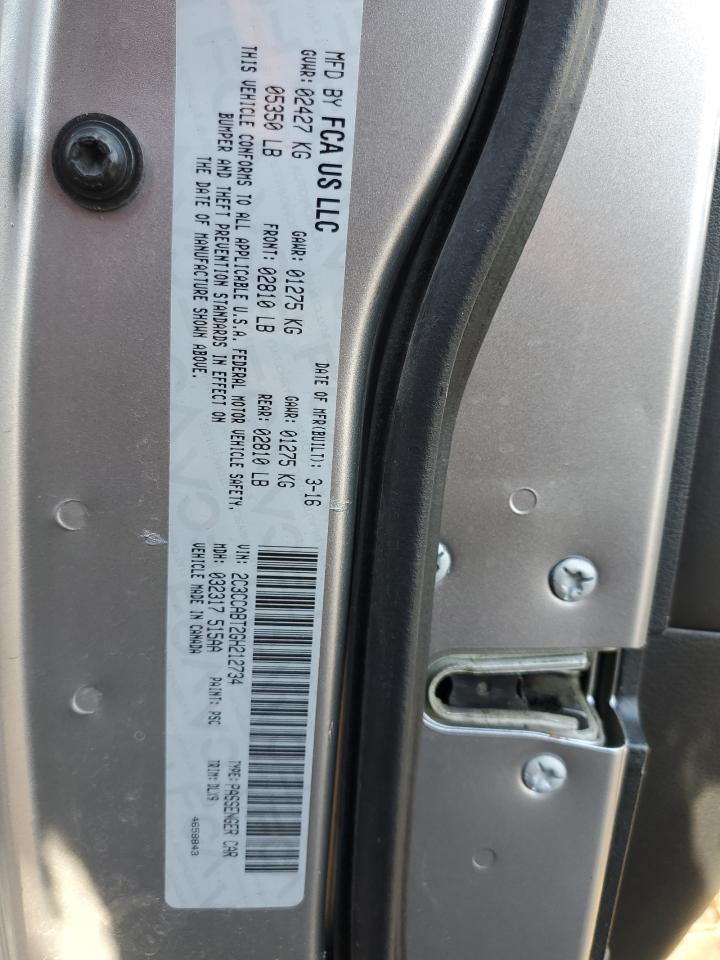 MFD BY FCA US LLC
DATE OF MFR(BUILT): 3-16
GVWR: 02427 KG GAWR: 01275 KG GAWR: 01275 KG
05350 LB FRONT: 02810 LB REAR: 02810 LB
THIS VEHICLE CONFORMS TO ALL APPLICABLE U.S.A. FEDERAL MOTOR VEHICLE SAFETY,
BUMPER AND THEFT PREVENTION STANDARDS IN EFFECT ON
THE DATE OF MANUFACTURE SHOWN ABOVE.
VIN: 2C3CCABT2GH212734 TYPE: PASSENGER CAR
MDH: 032317 515AA PAINT: PSC TRIM: DLX9
VEHICLE MADE IN CANADA 4658843